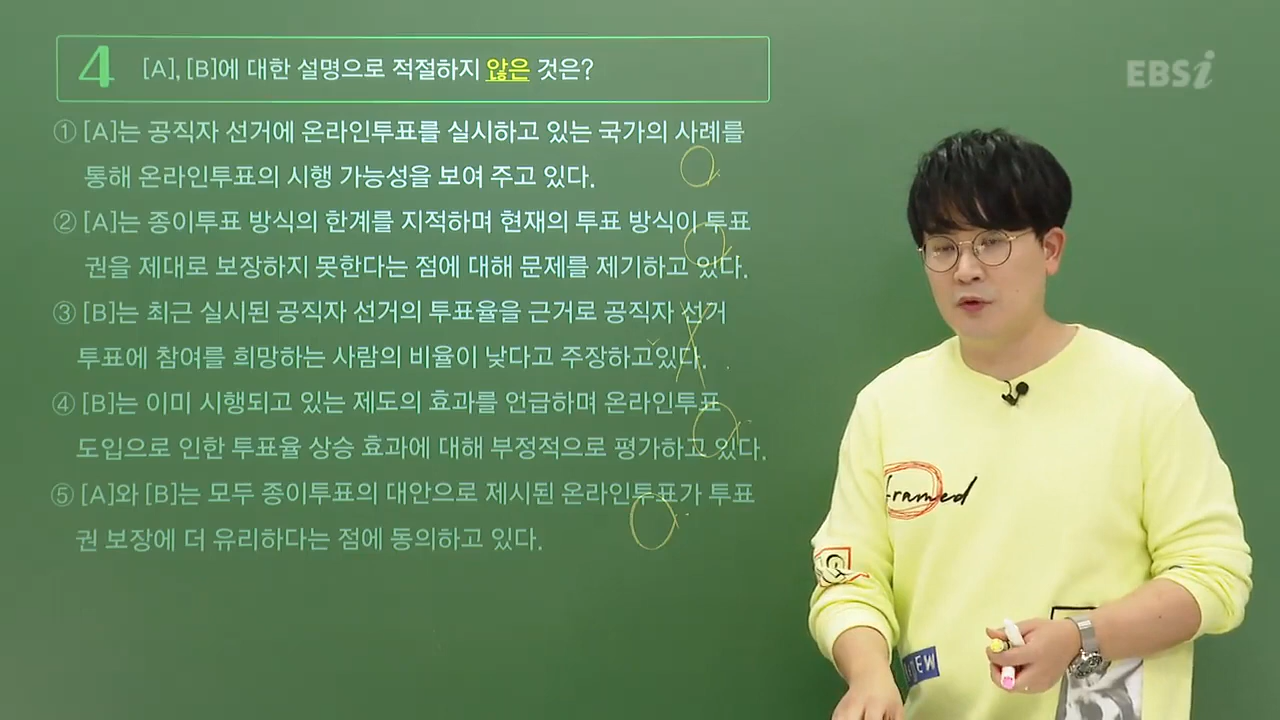 4 [A], [B]에 대한 설명으로 적절하지 않은 것은?
EBSi
① [A]는 공직자 선거에 온라인투표를 실시하고 있는 국가의 사례를
통해 온라인투표의 시행 가능성을 보여 주고 있다.
② [A]는 종이투표 방식의 한계를 지적하며 현재의 투표 방식이 투표
권을 제대로 보장하지 못한다는 점에 대해 문제를 제기하고 있다.
③ [B]는 최근 실시된 공직자 선거의 투표율을 근거로 공직자 선거
투표에 참여를 희망하는 사람의 비율이 낮다고 주장하고있다.
④ [B]는 이미 시행되고 있는 제도의 효과를 언급하며 온라인투표
도입으로 인한 투표율 상승 효과에 대해 부정적으로 평가하고 있다.
⑤ [A]와 [B]는 모두 종이투표의 대안으로 제시된 온라인투표가 투표
권 보장에 더 유리하다는 점에 동의하고 있다.
framed